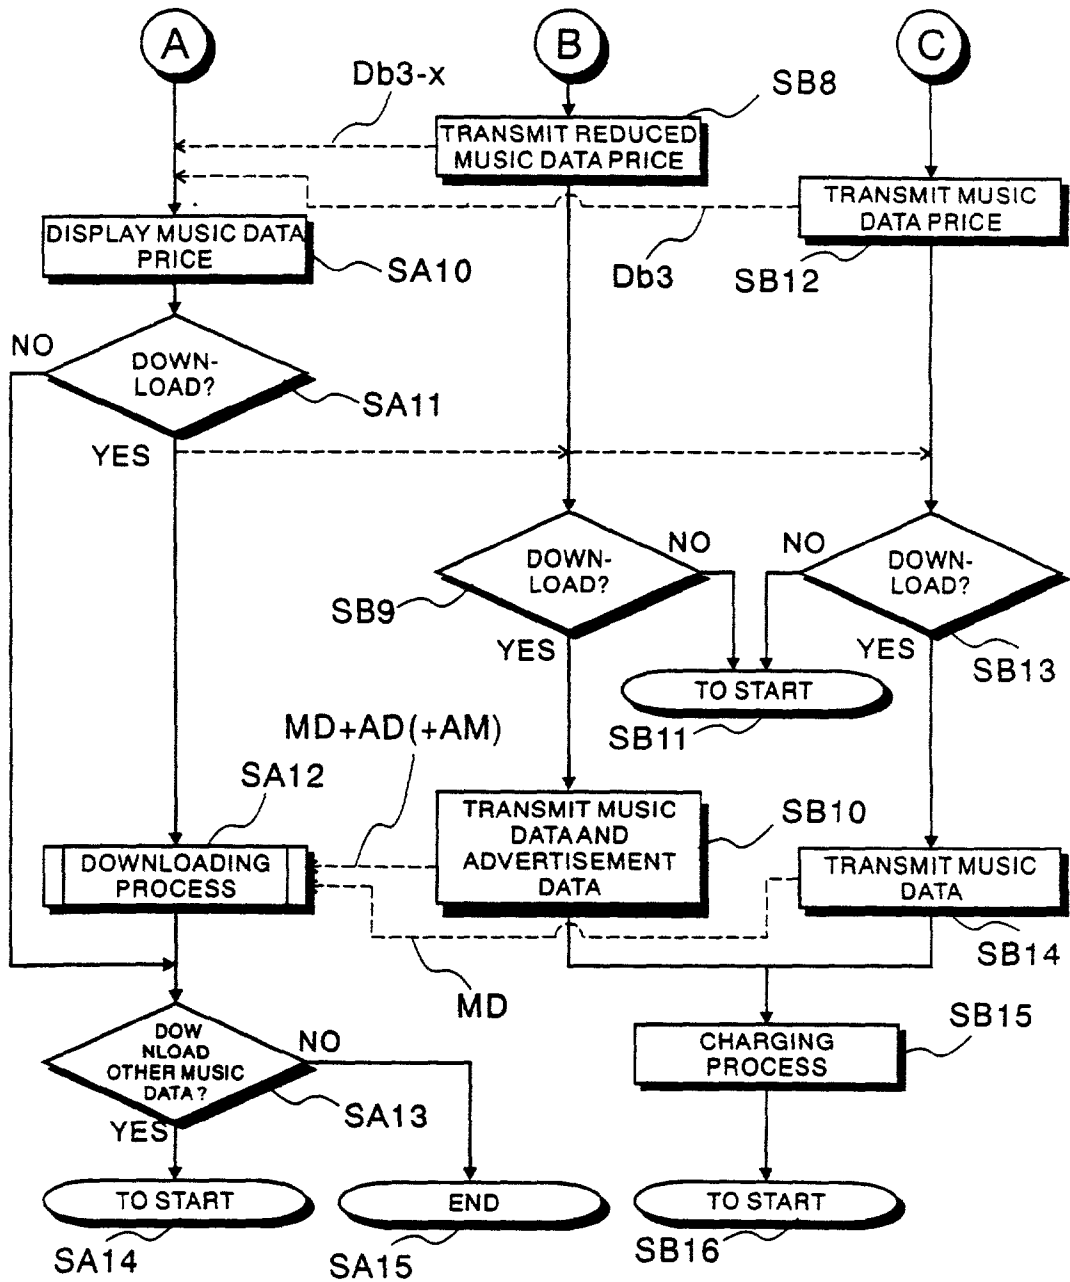 A
B
C
Db3-x
SB8
TRANSMIT REDUCED
MUSIC DATA PRICE
TRANSMIT MUSIC
DATA PRICE
DISPLAY MUSIC DATA
PRICE
SA10
Db3
SB12
NO
DOWN-
LOAD?
SA11
YES
DOWN-
LOAD?
NO
SB9
YES
NO
DOWN-
LOAD?
YES
SB13
TO START
SB11
MD+AD(+AM)
SA12
DOWNLOADING
PROCESS
TRANSMIT MUSIC
DATA AND
ADVERTISEMENT
DATA
SB10
TRANSMIT MUSIC
DATA
SB14
MD
DOW
NLOAD
OTHER MUSIC
DATA?
NO
SA13
YES
CHARGING
PROCESS
SB15
TO START
SA14
END
SA15
TO START
SB16